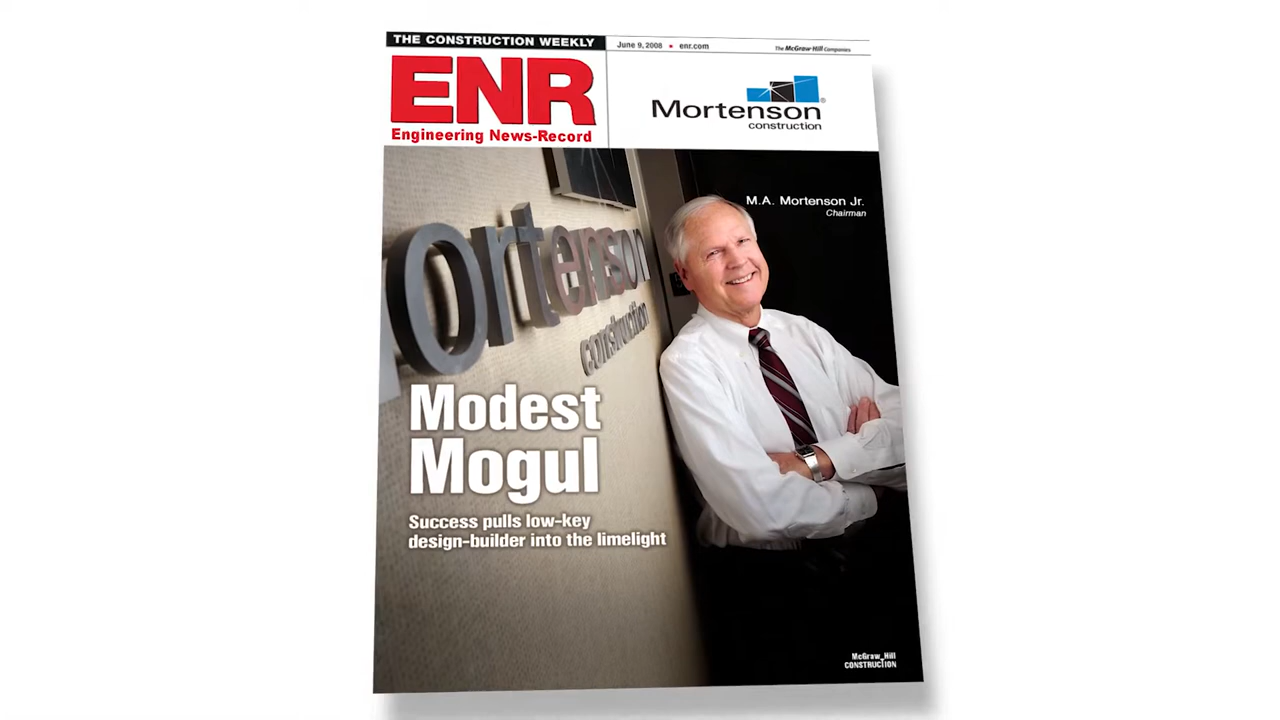 THE CONSTRUCTION WEEKLY
June 9, 2008 ▪ enr.com
The McGraw·Hill Companies
ENR
Engineering News-Record
Mortenson®
construction
M.A. Mortenson Jr.
Chairman
ortenson
construction
Modest
Mogul
Success pulls low-key
design-builder into the limelight
McGraw_Hill
CONSTRUCTION